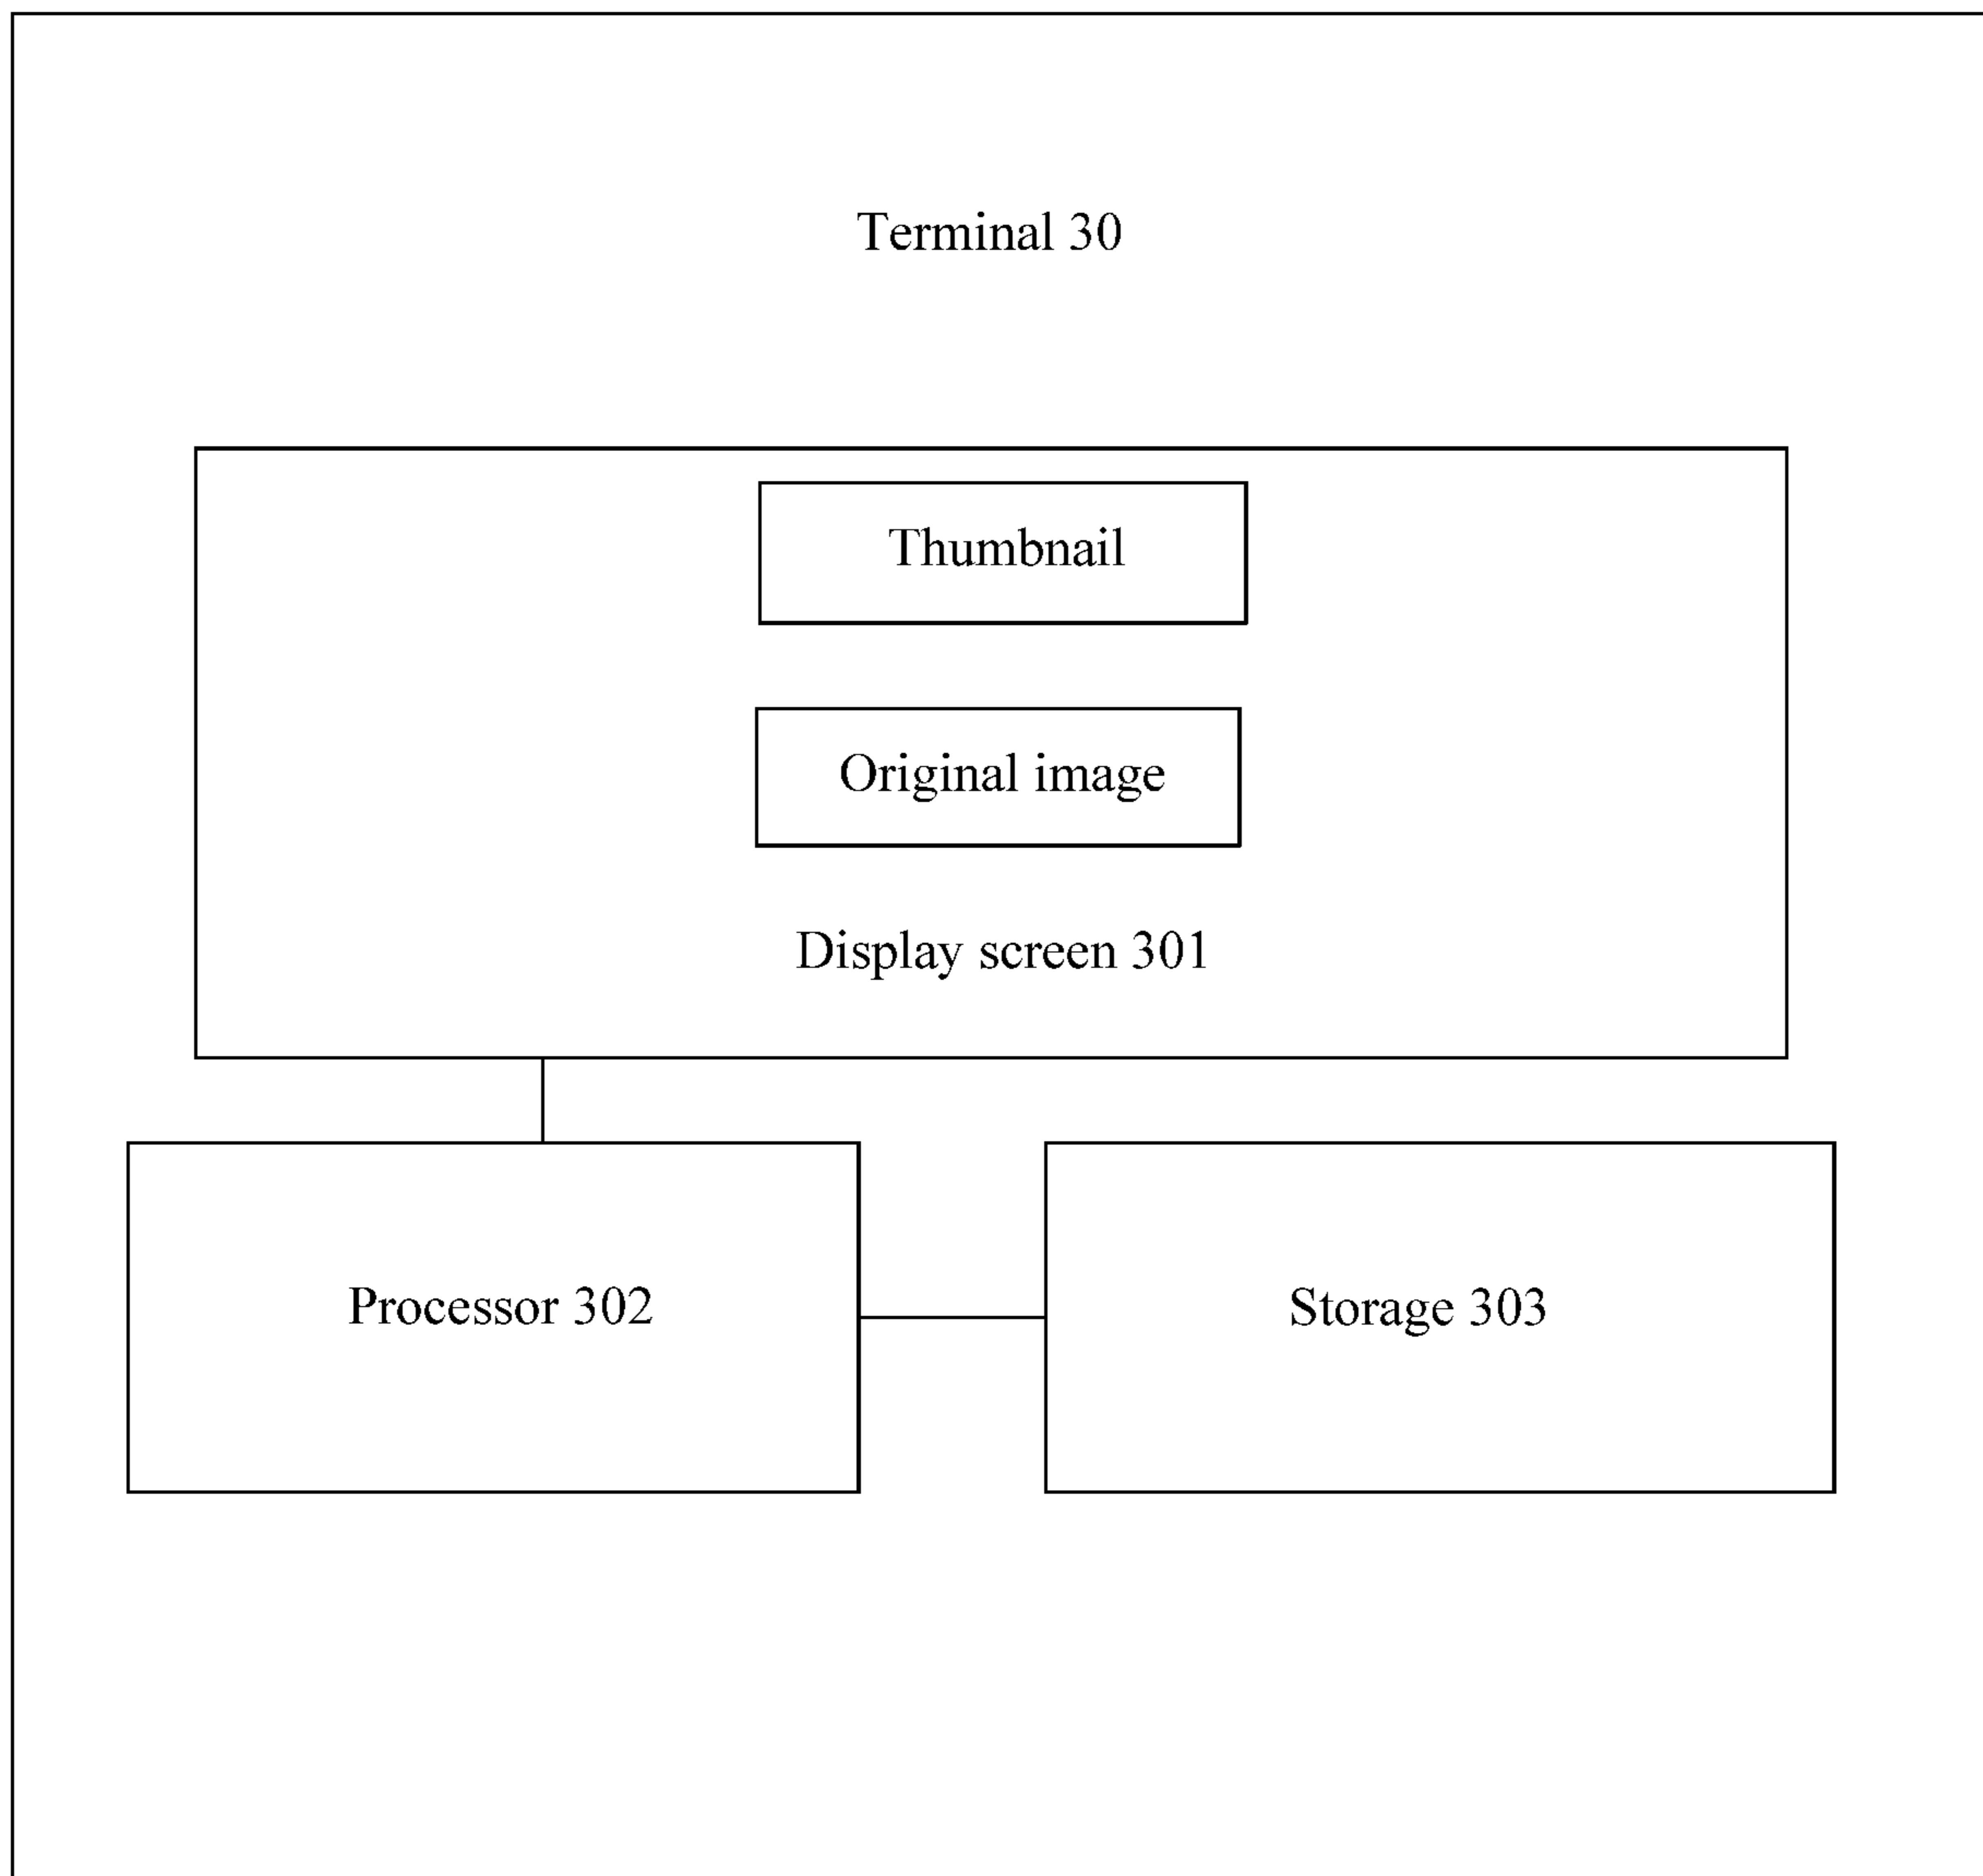 Terminal 30
Thumbnail
Original image
Display screen 301
Processor 302
Storage 303